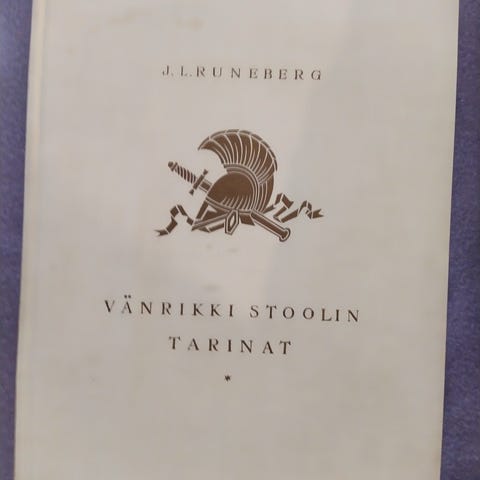 J. L. RUNEBERG
VÄNRIKKI STOOLIN
TARINAT
*